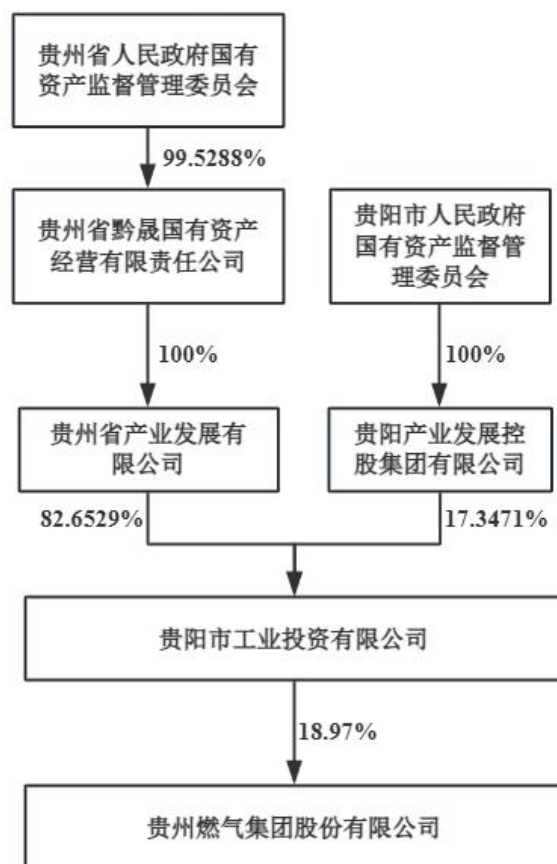 贵州省人民政府国有
资产监督管理委员会
99.5288%
贵州省黔晟国有资产
经营有限责任公司
贵阳市人民政府
国有资产监督管
理委员会
100%
100%
贵州省产业发展有
限公司
贵阳产业发展控
股集团有限公司
82.6529%
17.3471%
贵阳市工业投资有限公司
18.97%
贵州燃气集团股份有限公司